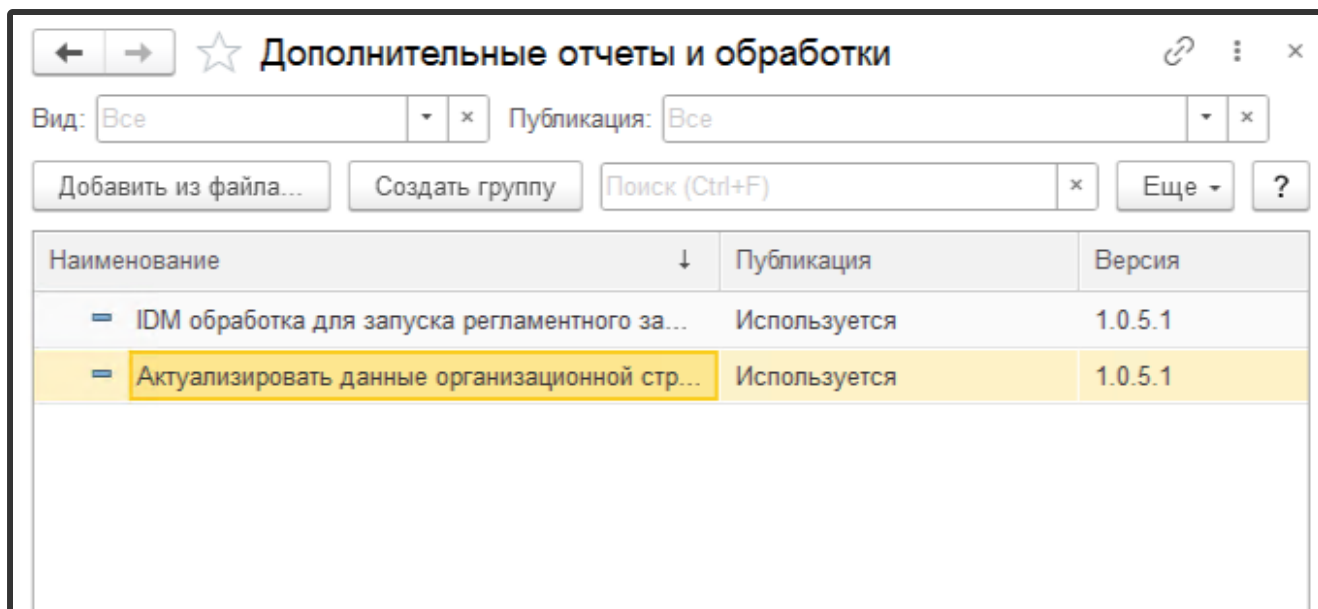 Дополнительные отчеты и обработки
Вид: Все Публикация: Все
Добавить из файла... Создать группу Поиск (Ctrl+F) Еще ?
Наименование ↓ Публикация Версия
IDM обработка для запуска регламентного за... Используется 1.0.5.1
Актуализировать данные организационной стр... Используется 1.0.5.1